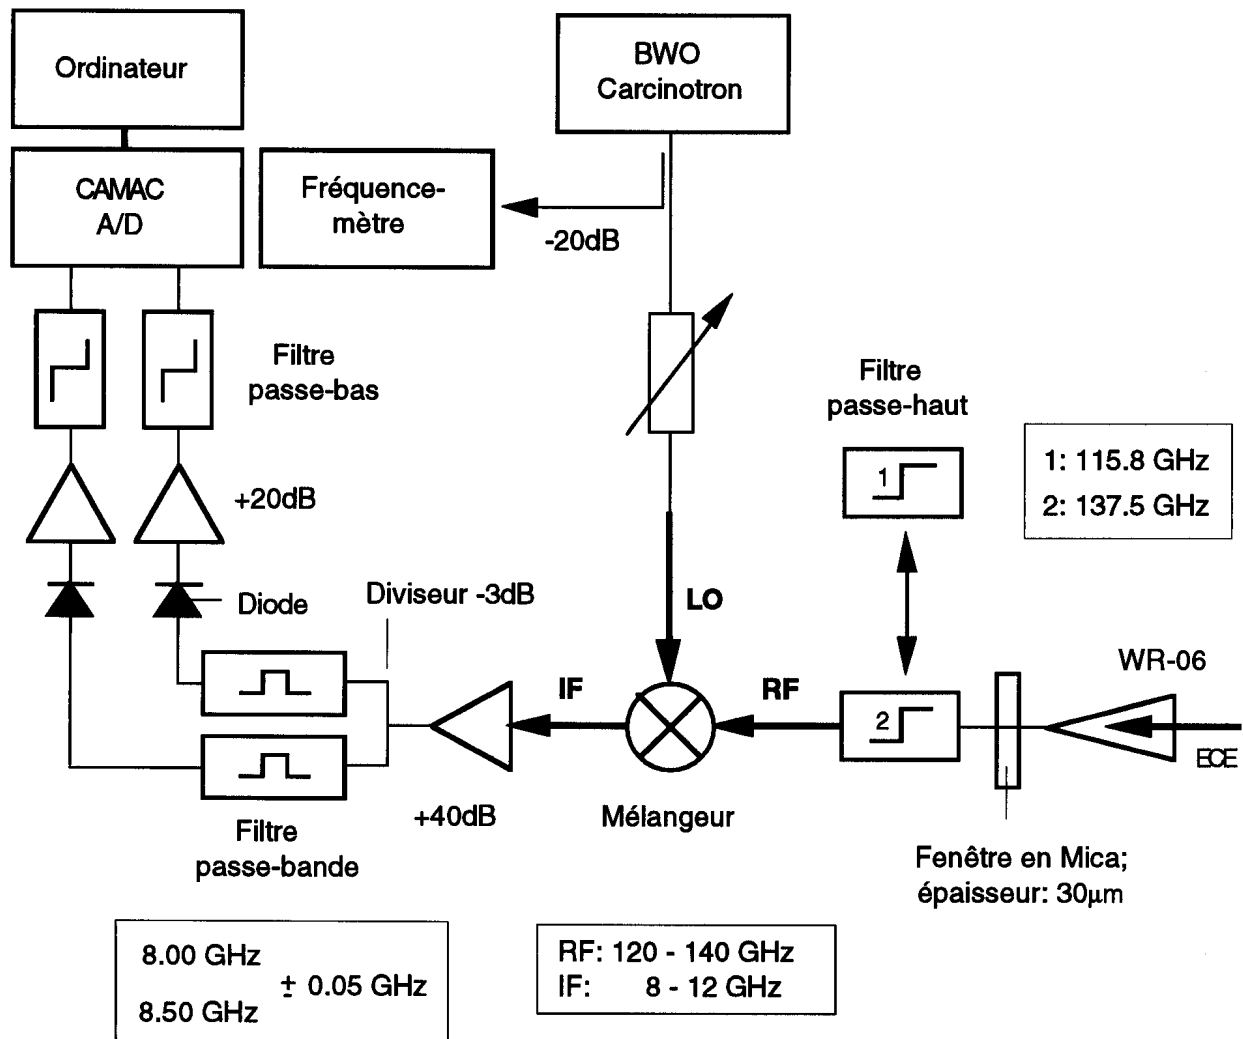 Ordinateur
BWO
Carcinotron
CAMAC
A/D
Fréquence-
mètre
-20dB
Filtre
passe-bas
Filtre
passe-haut
1
1: 115.8 GHz
2: 137.5 GHz
+20dB
Diode
Diviseur -3dB
LO
WR-06
IF
RF
2
ECE
+40dB
Mélangeur
Filtre
passe-bande
Fenêtre en Mica;
épaisseur: 30µm
8.00 GHz
± 0.05 GHz
8.50 GHz
RF: 120 - 140 GHz
IF: 8 - 12 GHz